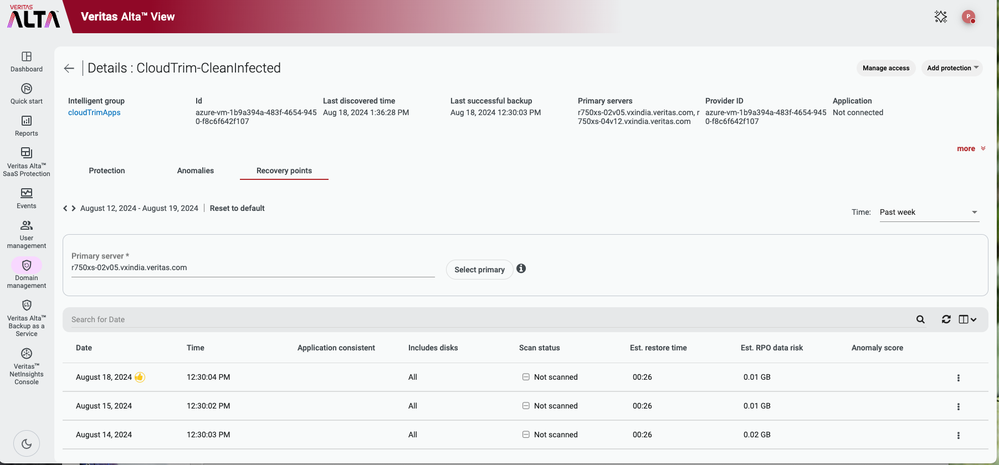 VERITAS
ALTA™
Veritas Alta™ View
P
Dashboard
Quick start
Reports
Veritas Alta™
SaaS Protection
Events
User
management
Domain
management
Veritas Alta™
Backup as a
Service
Veritas™
NetInsights
Console
Details : CloudTrim-CleanInfected
Manage access
Add protection
Intelligent group
cloudTrimApps
Id
azure-vm-1b9a394a-483f-4654-945
0-f8c6f642f107
Last discovered time
Aug 18, 2024 1:36:28 PM
Last successful backup
Aug 18, 2024 12:30:03 PM
Primary servers
r750xs-02v05.vxindia.veritas.com, r
750xs-04v12.vxindia.veritas.com
Provider ID
azure-vm-1b9a394a-483f-4654-945
0-f8c6f642f107
Application
Not connected
more
Protection Anomalies Recovery points
August 12, 2024 - August 19, 2024 Reset to default
Time: Past week
Primary server *
r750xs-02v05.vxindia.veritas.com
Select primary
Search for Date
Date Time Application consistent Includes disks Scan status Est. restore time Est. RPO data risk Anomaly score
August 18, 2024 12:30:04 PM All Not scanned 00:26 0.01 GB
August 15, 2024 12:30:02 PM All Not scanned 00:26 0.01 GB
August 14, 2024 12:30:03 PM All Not scanned 00:26 0.02 GB